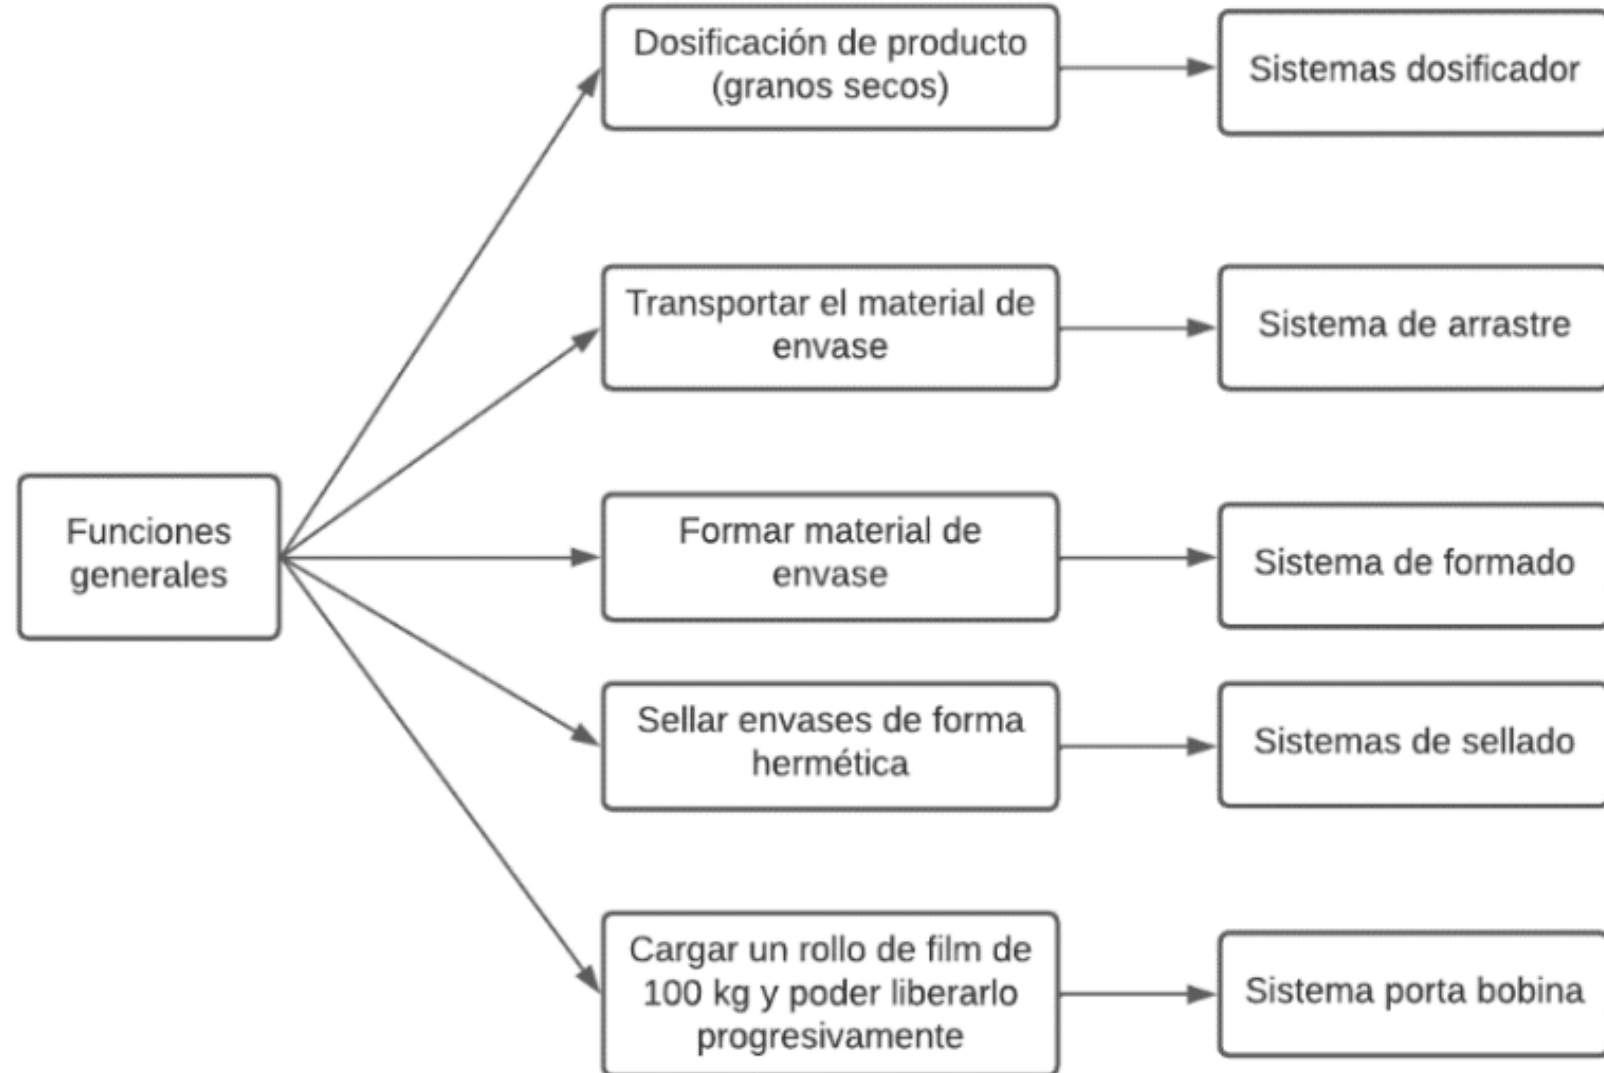 Dosificación de producto
(granos secos)
Sistemas dosificador
Transportar el material de
envase
Sistema de arrastre
Funciones
generales
Formar material de
envase
Sistema de formado
Sellar envases de forma
hermética
Sistemas de sellado
Cargar un rollo de film de
100 kg y poder liberarlo
progresivamente
Sistema porta bobina